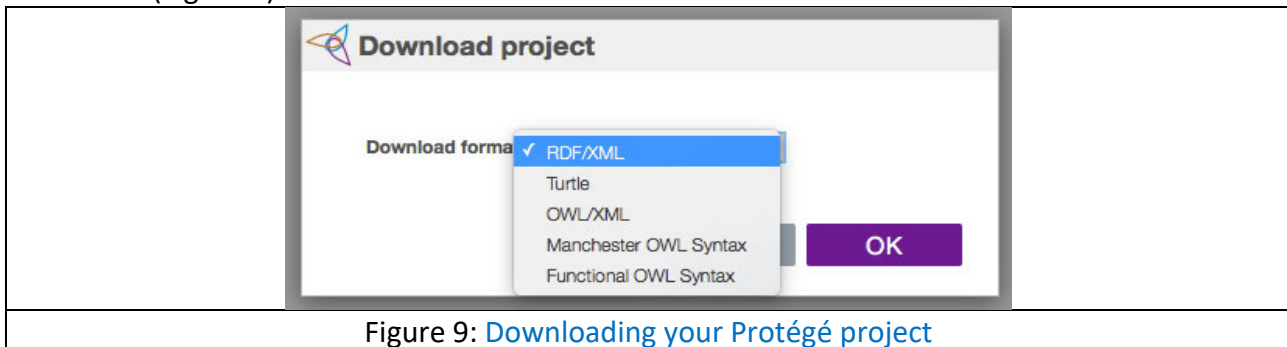 Download project
Download forma
✓ RDF/XML
Turtle
OWL/XML
Manchester OWL Syntax
Functional OWL Syntax
OK
Figure 9: Downloading your Protégé project